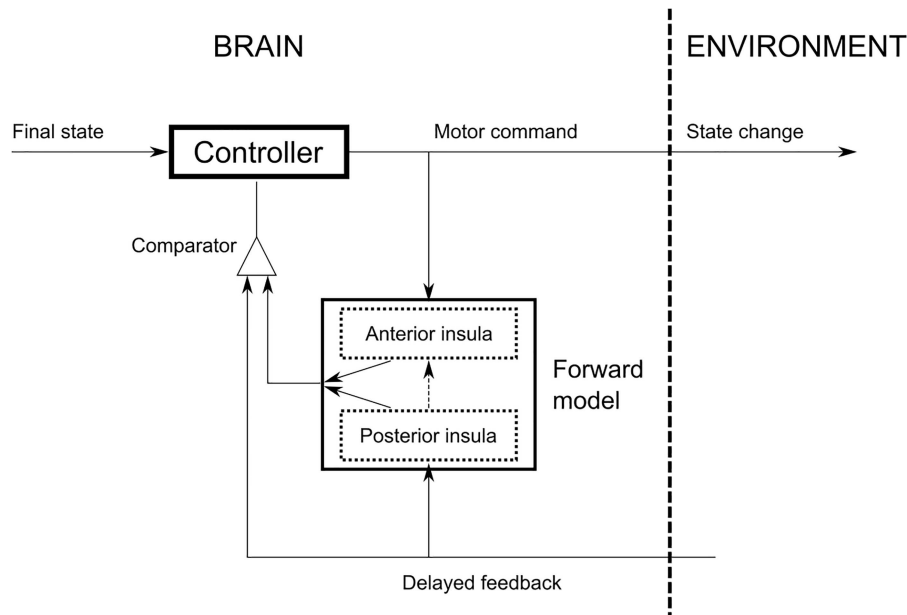 BRAIN
ENVIRONMENT
Final state
Controller
Motor command
State change
Comparator
Anterior insula
Forward
model
Posterior insula
Delayed feedback